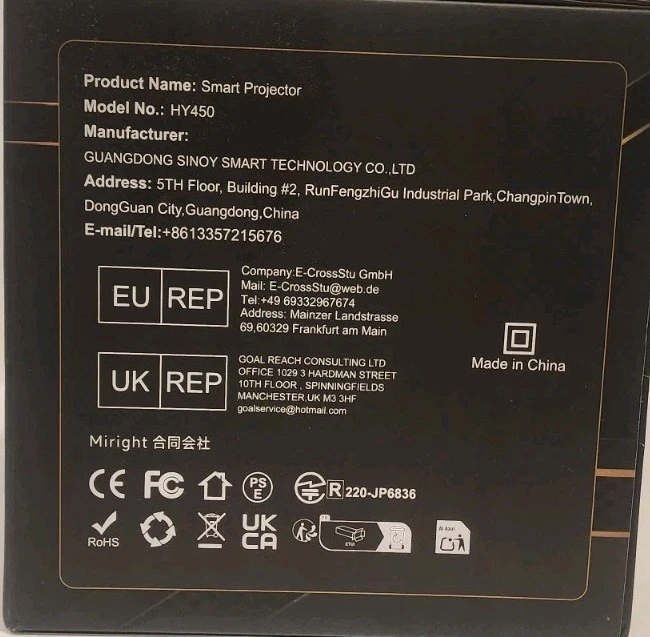 Product Name: Smart Projector
Model No.: HY450
Manufacturer:
GUANGDONG SINOY SMART TECHNOLOGY CO.,LTD
Address: 5TH Floor, Building #2, RunFengzhiGu Industrial Park,ChangpinTown,
DongGuan City,Guangdong,China
E-mail/Tel:+8613357215676
EU REP
Company:E-CrossStu GmbH
Mail: E-CrossStu@web.de
Tel:+49 69332967674
Address: Mainzer Landstrasse
69,60329 Frankfurt am Main
UK REP
GOAL REACH CONSULTING LTD
OFFICE 1029 3 HARDMAN STREET
10TH FLOOR , SPINNINGFIELDS
MANCHESTER,UK M3 3HF
goalservice@hotmail.com
Made in China
Miright 合同会社
CE FC PS E R 220-JP6836
RoHS UK CA